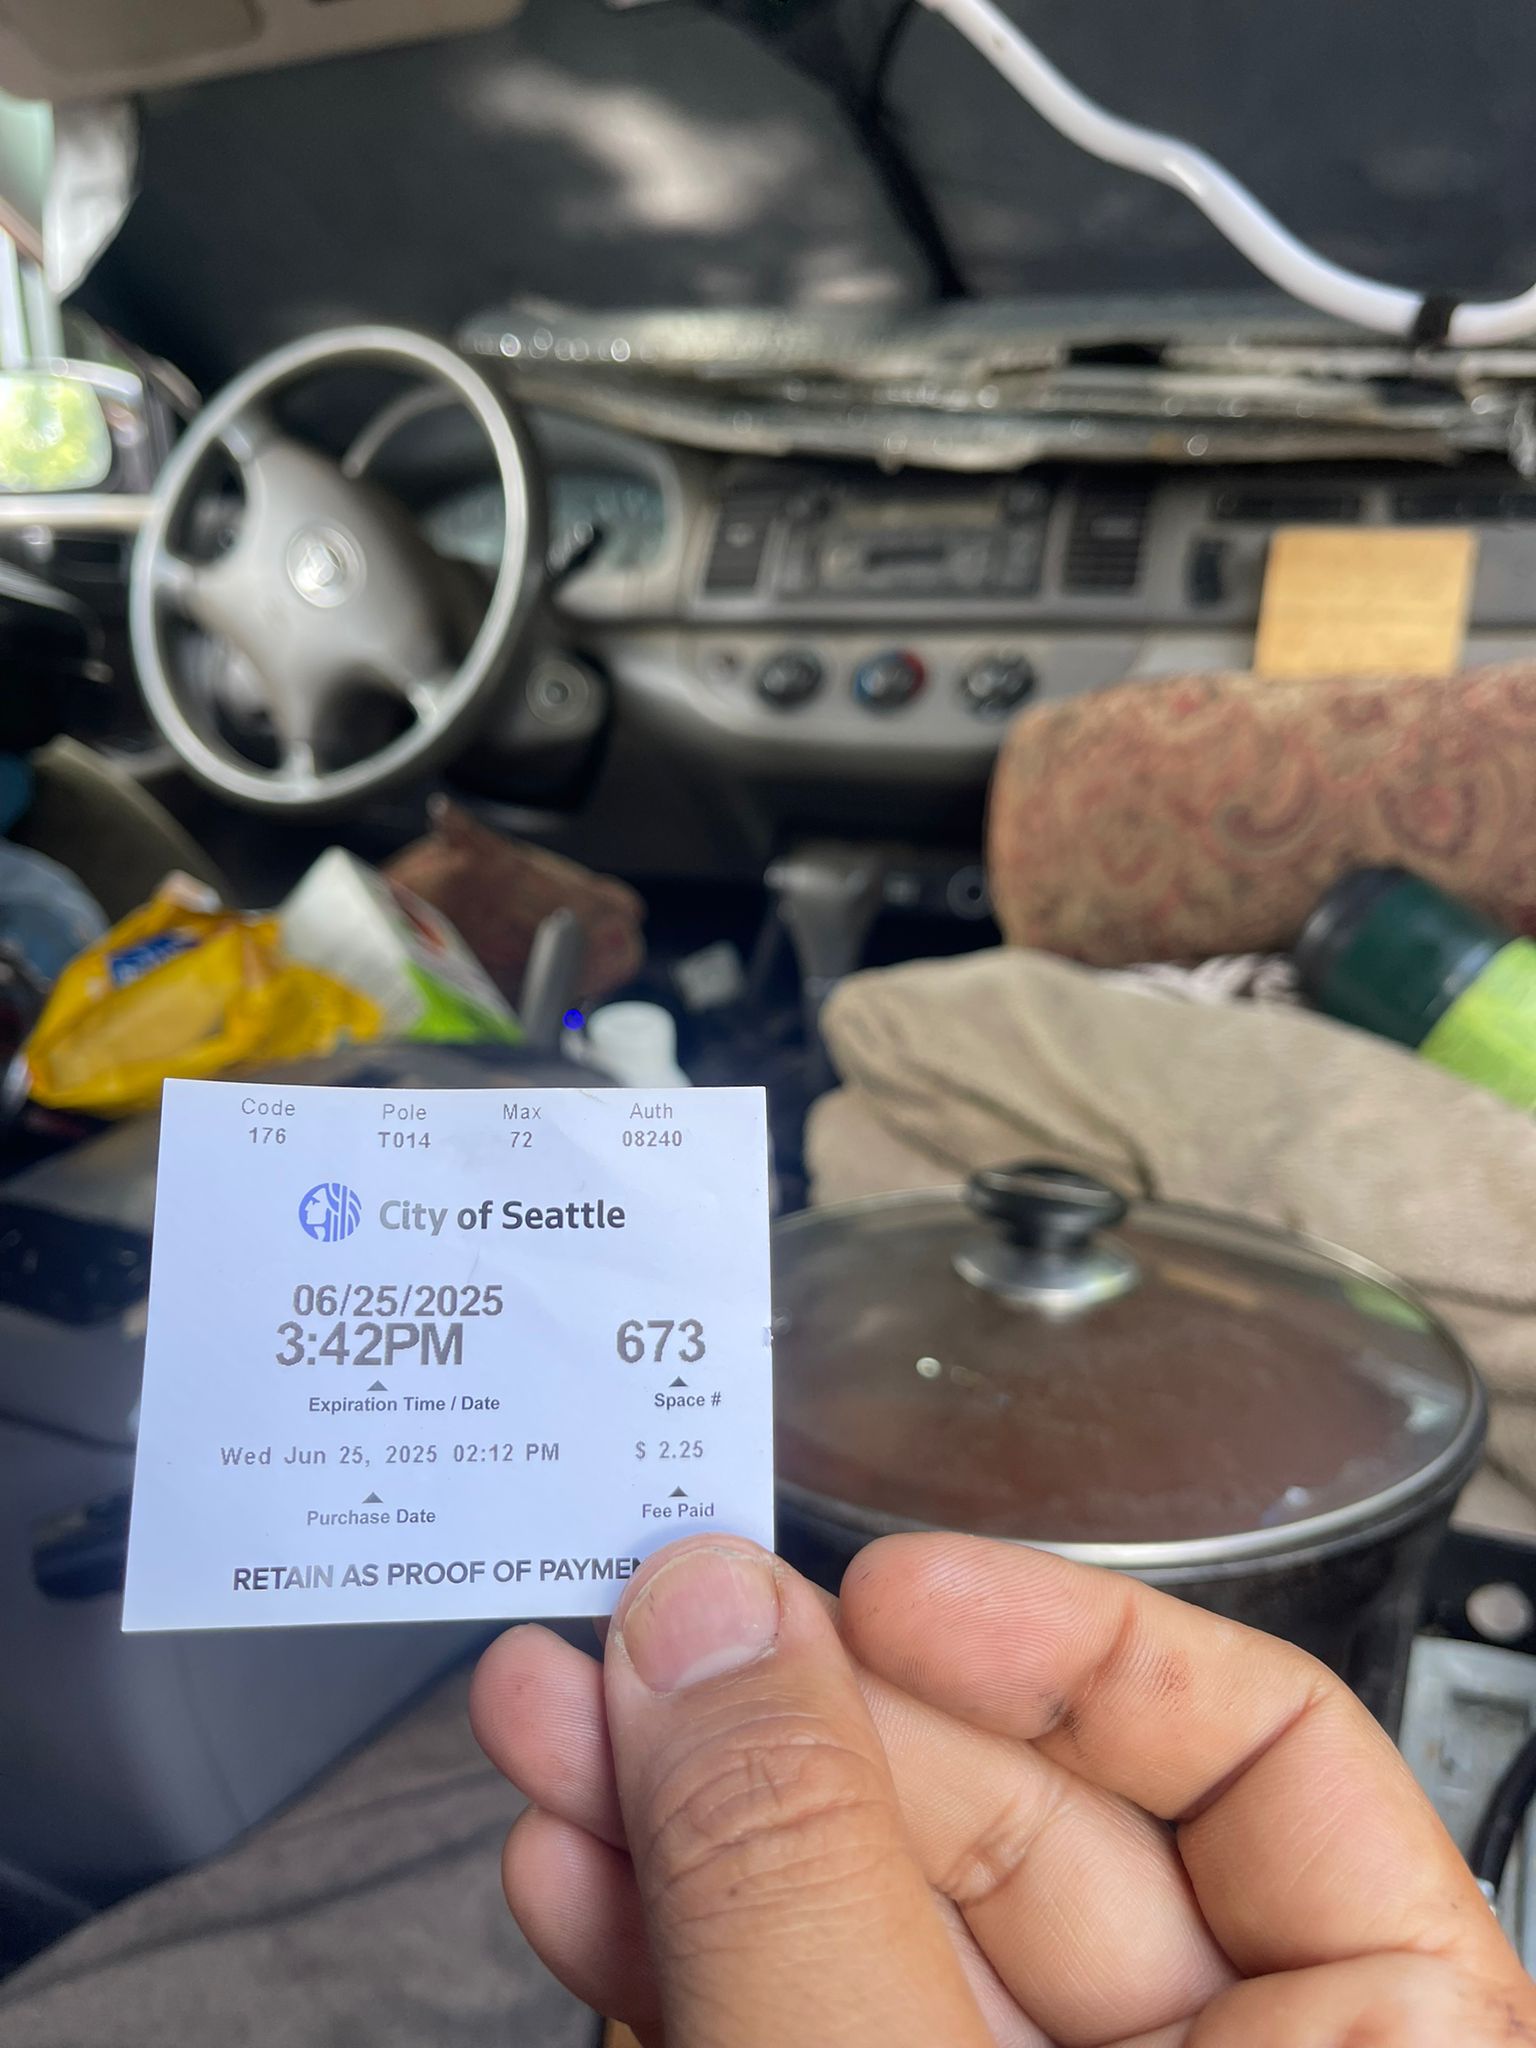 Code Pole Max Auth
176 T014 72 08240
City of Seattle
06/25/2025
3:42PM 673
Expiration Time / Date Space #
Wed Jun 25, 2025 02:12 PM $ 2.25
Purchase Date Fee Paid
RETAIN AS PROOF OF